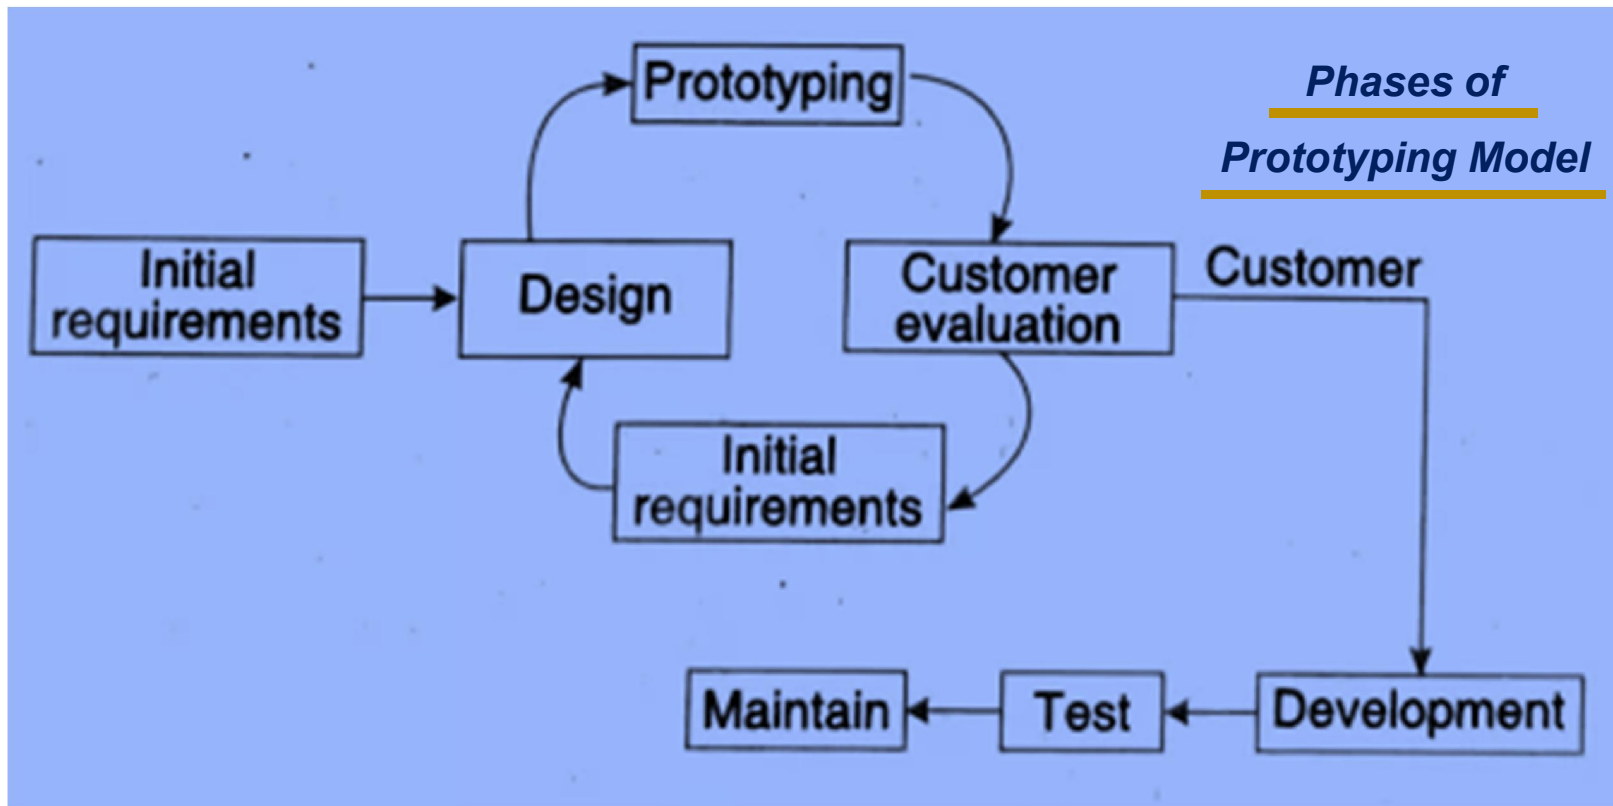 Phases of
Prototyping Model
Prototyping
Initial
requirements
Design
Customer
evaluation
Customer
Initial
requirements
Maintain
Test
Development